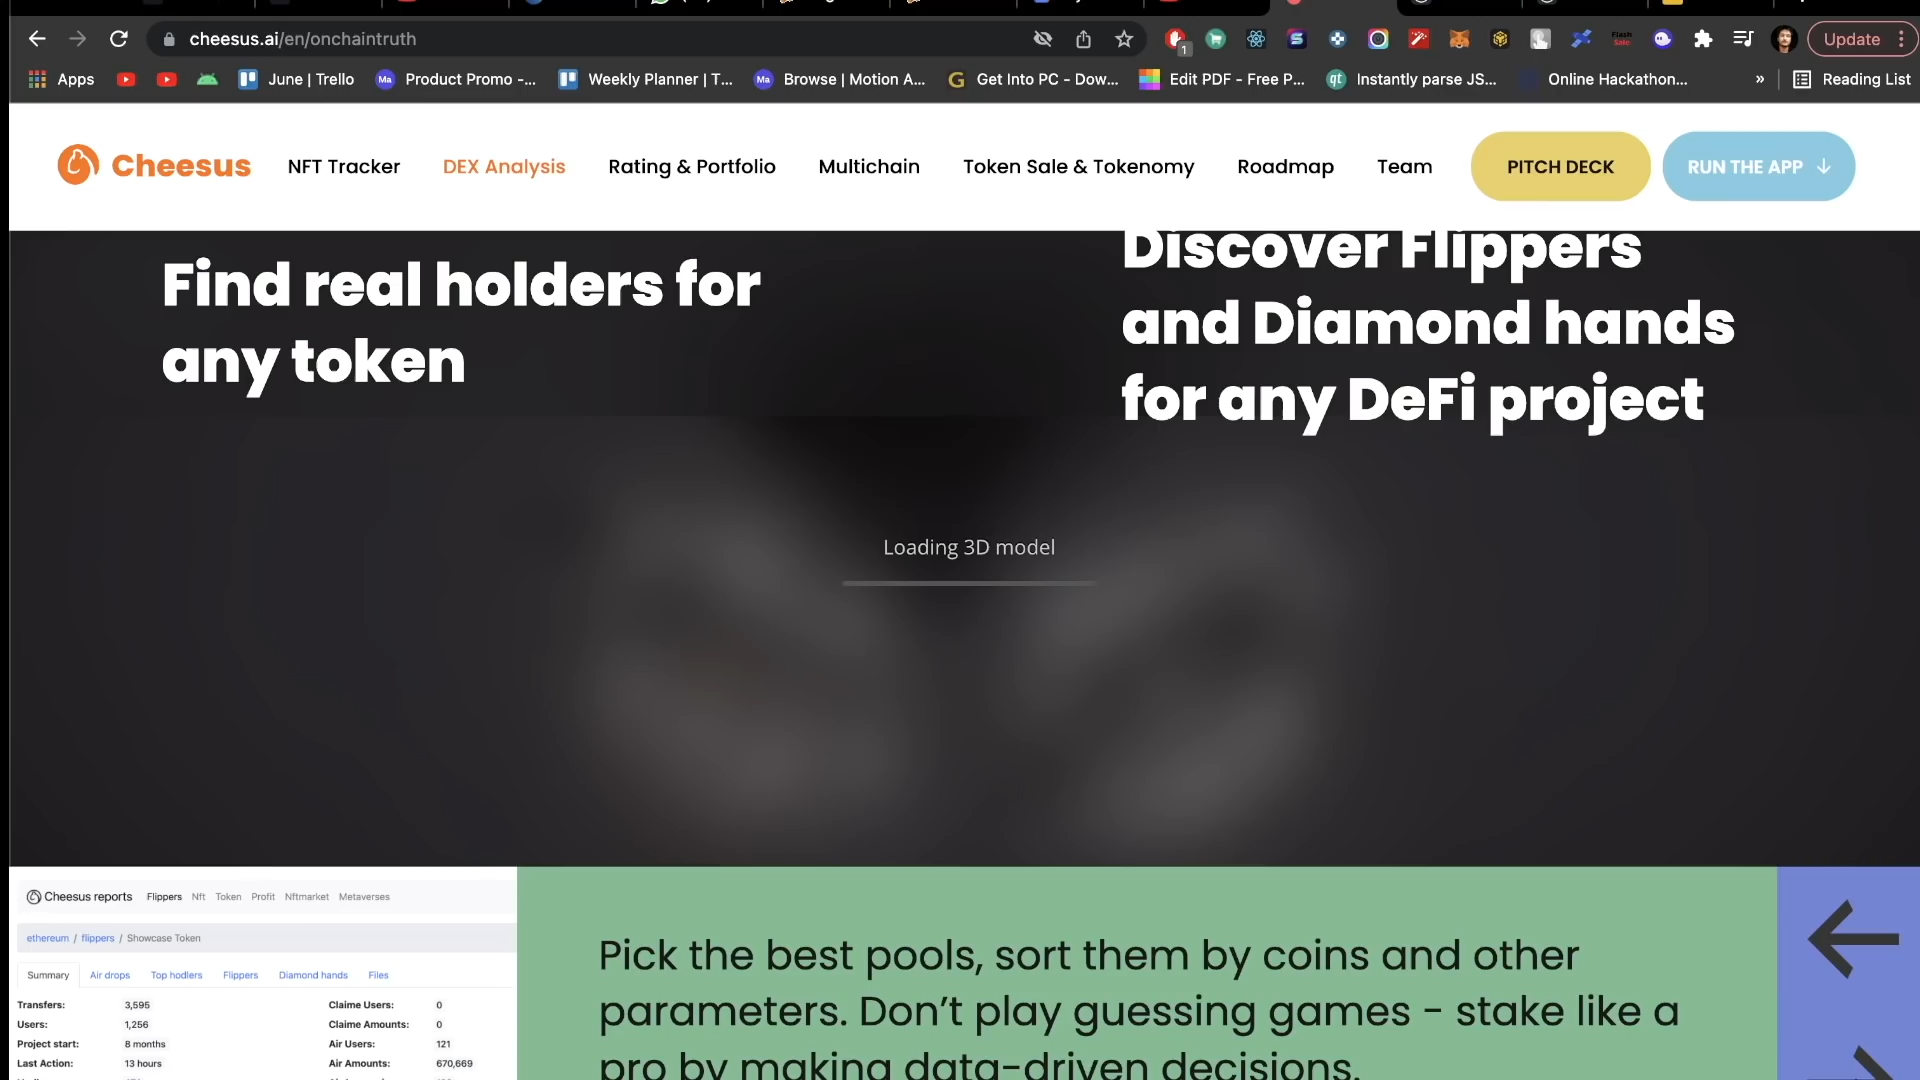 cheesus.ai/en/onchaintruth
1
Flash Sale
Update
Apps
June | Trello
Ma
Product Promo -...
Weekly Planner | T...
Ma
Browse | Motion A...
Get Into PC - Dow...
Edit PDF - Free P...
qt
Instantly parse JS...
Online Hackathon...
»
Reading List
Cheesus
NFT Tracker
DEX Analysis
Rating & Portfolio
Multichain
Token Sale & Tokenomy
Roadmap
Team
PITCH DECK
RUN THE APP
Find real holders for
any token
Discover Flippers
and Diamond hands
for any DeFi project
Loading 3D model
Cheesus reports
Flippers
Nft
Token
Profit
Nftmarket
Metaverses
ethereum / flippers / Showcase Token
Summary
Air drops
Top hodlers
Flippers
Diamond hands
Files
Transfers: 3,595
Claime Users: 0
Users: 1,256
Claime Amounts: 0
Project start: 8 months
Air Users: 121
Last Action: 13 hours
Air Amounts: 670,669
Pick the best pools, sort them by coins and other
parameters. Don’t play guessing games - stake like a
pro by making data-driven decisions.